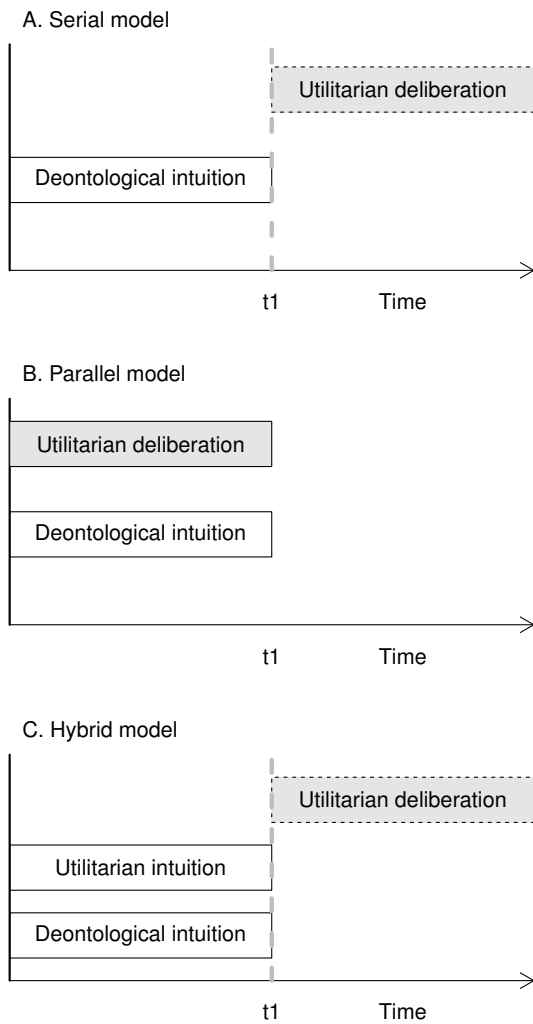 A. Serial model
Utilitarian deliberation
Deontological intuition
t1 Time
B. Parallel model
Utilitarian deliberation
Deontological intuition
t1 Time
C. Hybrid model
Utilitarian deliberation
Utilitarian intuition
Deontological intuition
t1 Time